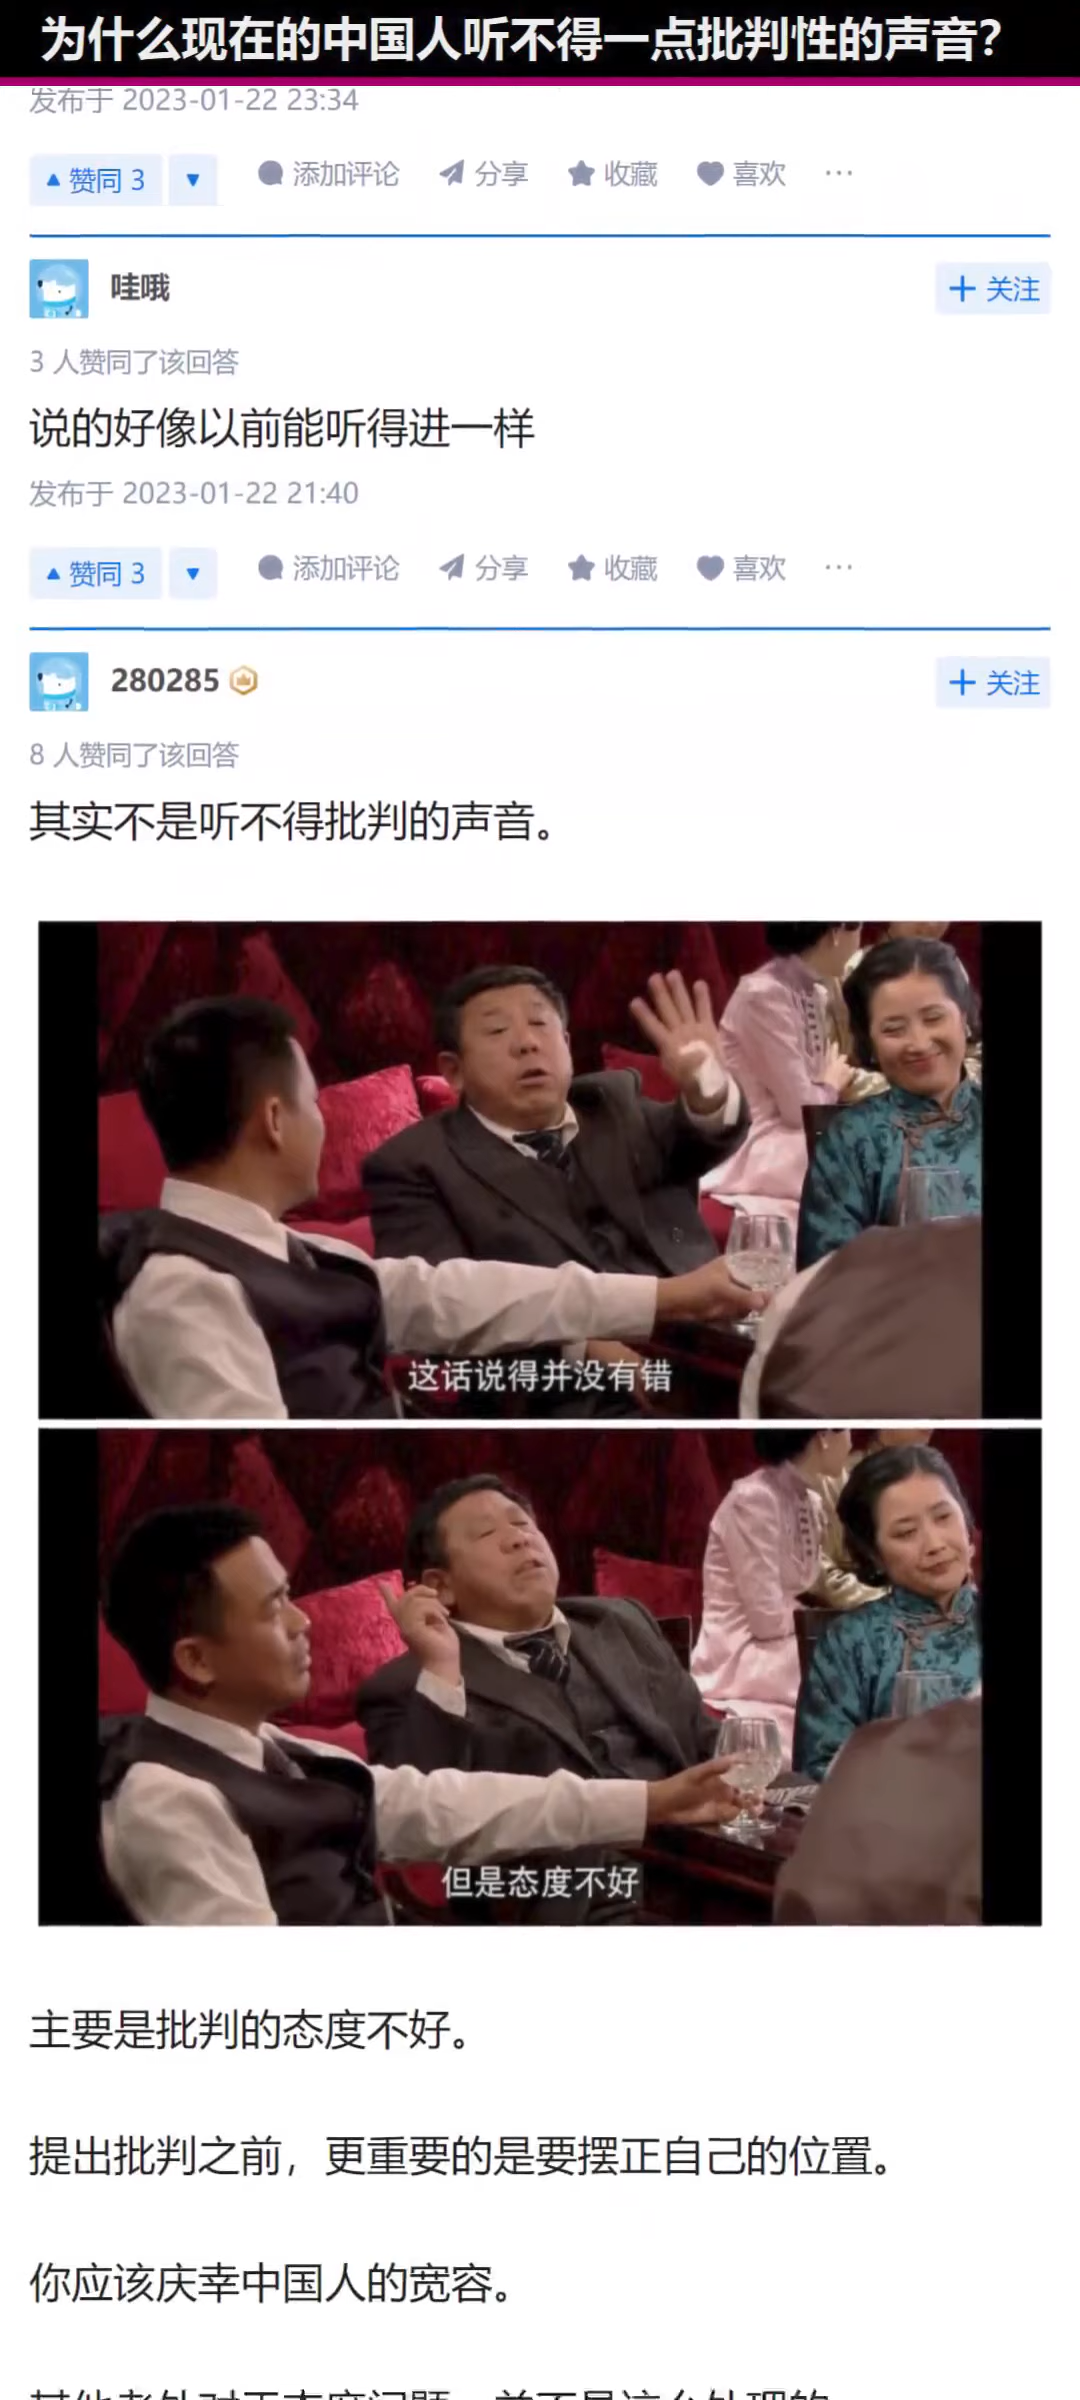 为什么现在的中国人听不得一点批判性的声音?
发布于 2023-01-22 23:34
赞同 3
添加评论
分享
收藏
喜欢
哇哦
关注
3 人赞同了该回答
说的好像以前能听得进一样
发布于 2023-01-22 21:40
赞同 3
添加评论
分享
收藏
喜欢
280285
关注
8 人赞同了该回答
其实不是听不得批判的声音。
这话说得并没有错
但是态度不好
主要是批判的态度不好。
提出批判之前，更重要的是要摆正自己的位置。
你应该庆幸中国人的宽容。